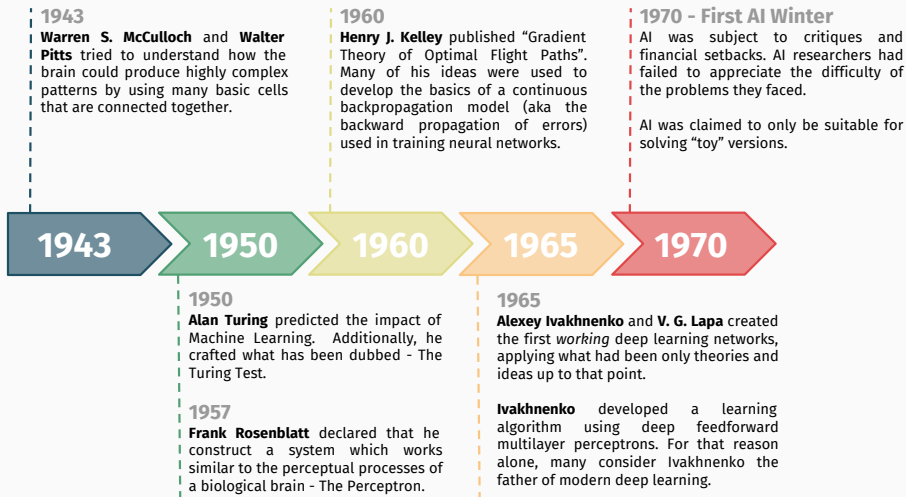 1943
Warren S. McCulloch and Walter
Pitts tried to understand how the
brain could produce highly complex
patterns by using many basic cells
that are connected together.
1960
Henry J. Kelley published “Gradient
Theory of Optimal Flight Paths”.
Many of his ideas were used to
develop the basics of a continuous
backpropagation model (aka the
backward propagation of errors)
used in training neural networks.
1970 - First AI Winter
AI was subject to critiques and
financial setbacks. AI researchers had
failed to appreciate the difficulty of
the problems they faced.
AI was claimed to only be suitable for
solving “toy” versions.
1943
1950
1960
1965
1970
1950
Alan Turing predicted the impact of
Machine Learning. Additionally, he
crafted what has been dubbed - The
Turing Test.
1957
Frank Rosenblatt declared that he
construct a system which works
similar to the perceptual processes of
a biological brain - The Perceptron.
1965
Alexey Ivakhnenko and V. G. Lapa created
the first working deep learning networks,
applying what had been only theories and
ideas up to that point.
Ivakhnenko developed a learning
algorithm using deep feedforward
multilayer perceptrons. For that reason
alone, many consider Ivakhnenko the
father of modern deep learning.